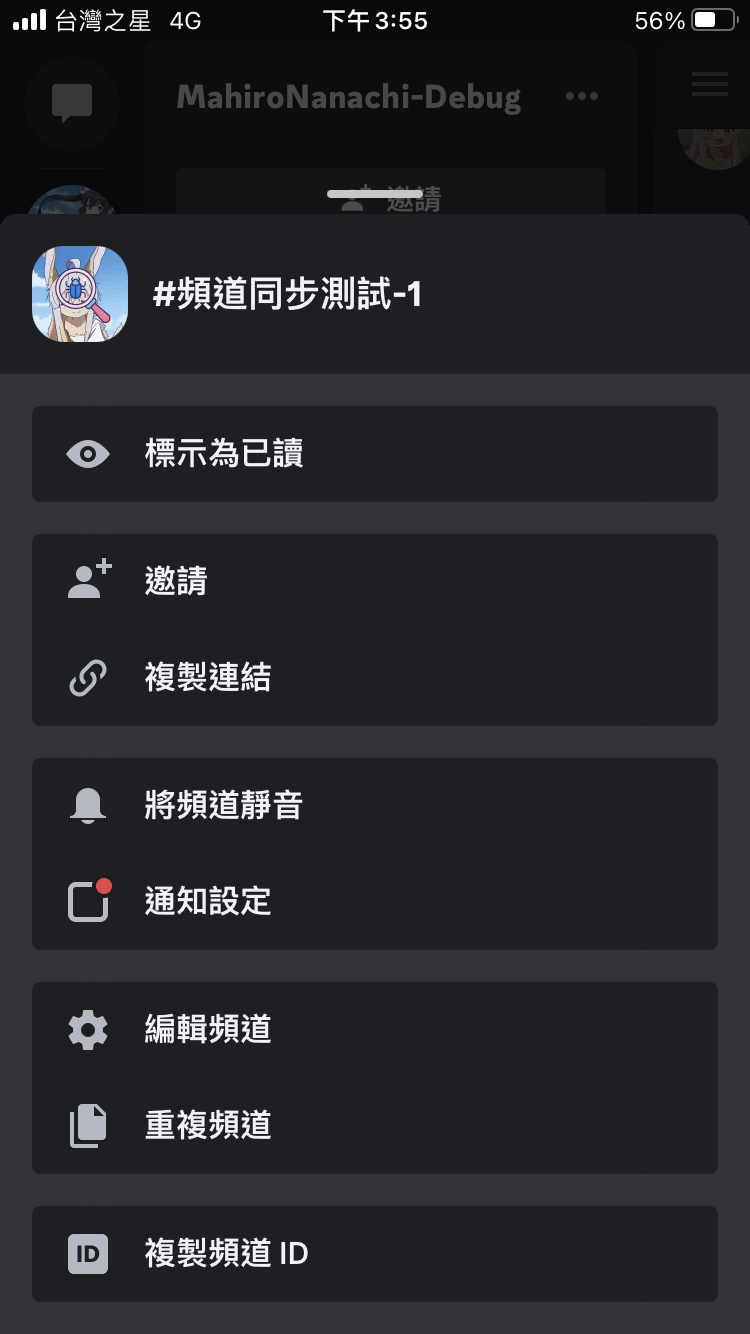 台灣之星 4G 下午3:55 56%
MahiroNanachi-Debug
邀請
#頻道同步測試-1
標示為已讀
邀請
複製連結
將頻道靜音
通知設定
編輯頻道
重複頻道
ID 複製頻道 ID